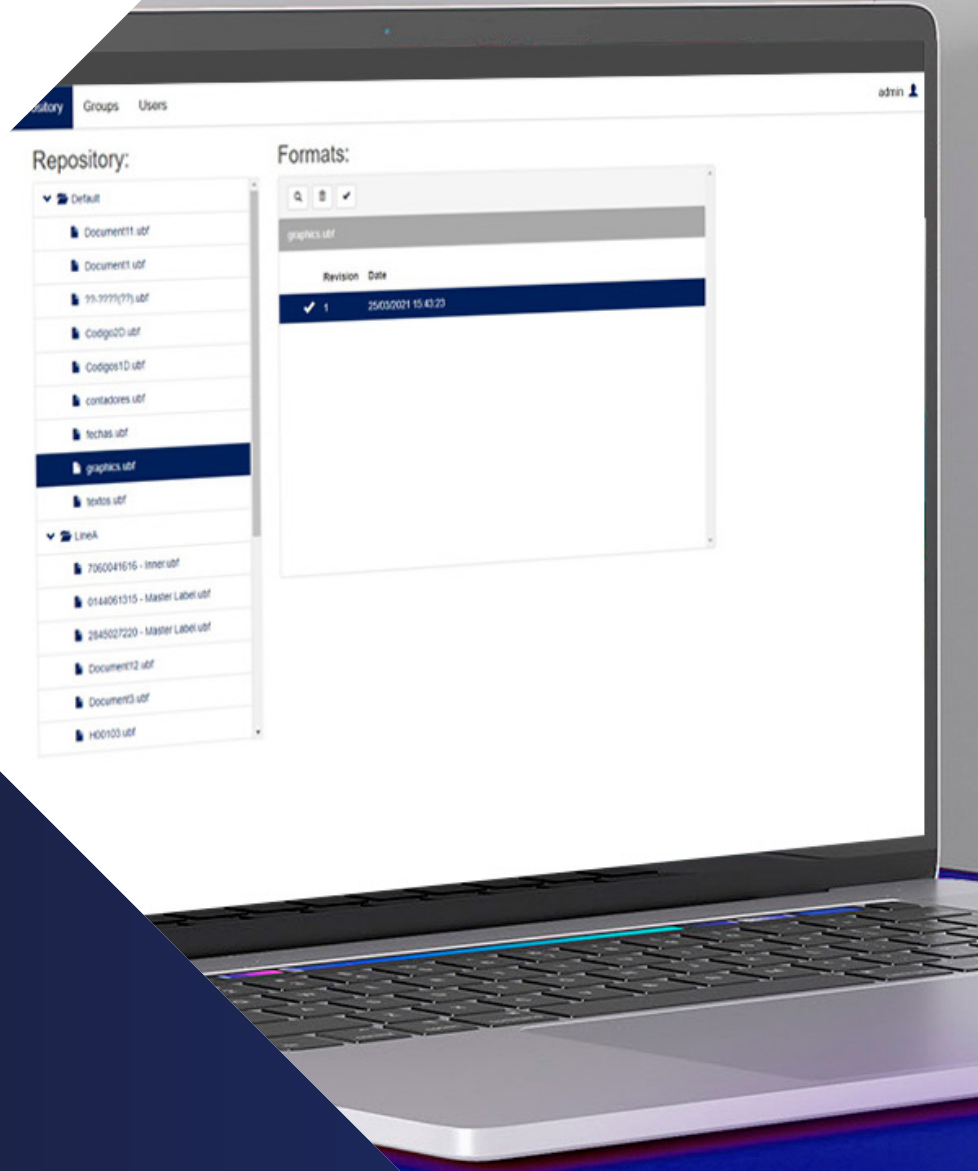 Groups Users
admin
Repository:
Default
Document11.ubf
Document1.ubf
??-????(??).ubf
Codigo2D.ubf
Codigos1D.ubf
contadores.ubf
fechas.ubf
graphics.ubf
textos.ubf
LineA
7060041616 - Inner.ubf
0144061315 - Master Label.ubf
2845027220 - Master Label.ubf
Document12.ubf
Document3.ubf
H00103.ubf
Formats:
graphics.ubf
Revision Date
1 25/03/2021 15:43:23